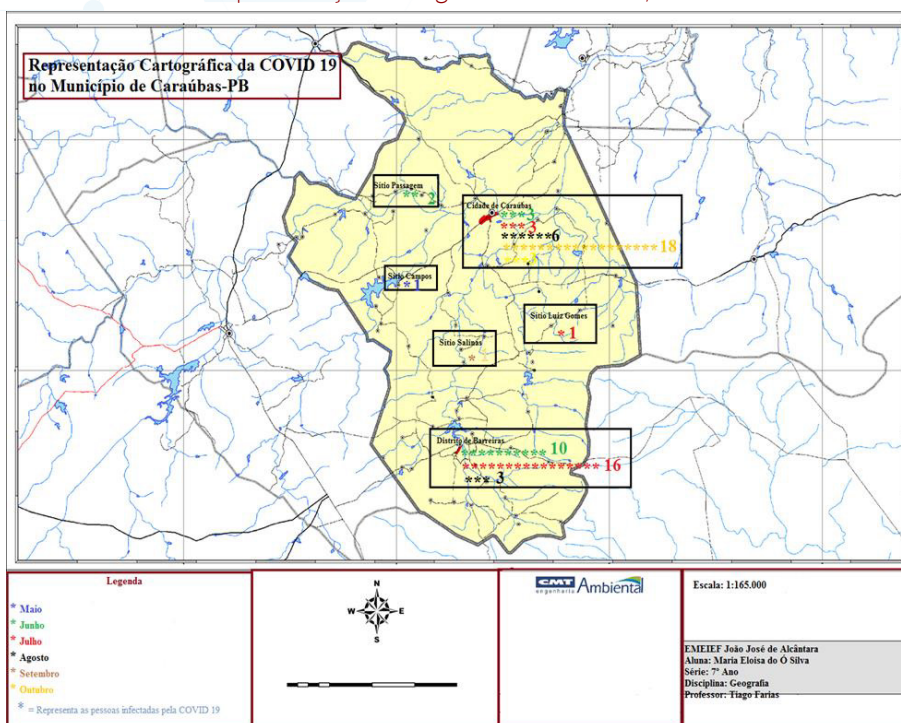 Representação Cartográfica da COVID 19
no Município de Caraúbas-PB
Sítio Passagem
** 2
Cidade de Caraúbas
***3
***3
******6
18
Sítio Campos
*1
Sítio Luiz Gomes
*1
Sítio Salinas
*
Distrito de Barreiras
10
16
*** 3
Legenda
* Maio
* Junho
* Julho
* Agosto
* Setembro
* Outubro
* = Representa as pessoas infectadas pela COVID 19
N
W E
S
CMT Ambiental
engenharia
Escala: 1:165.000
EMEIEF João José de Alcântara
Aluna: Maria Eloisa do Ó Silva
Série: 7º Ano
Disciplina: Geografia
Professor: Tiago Farias